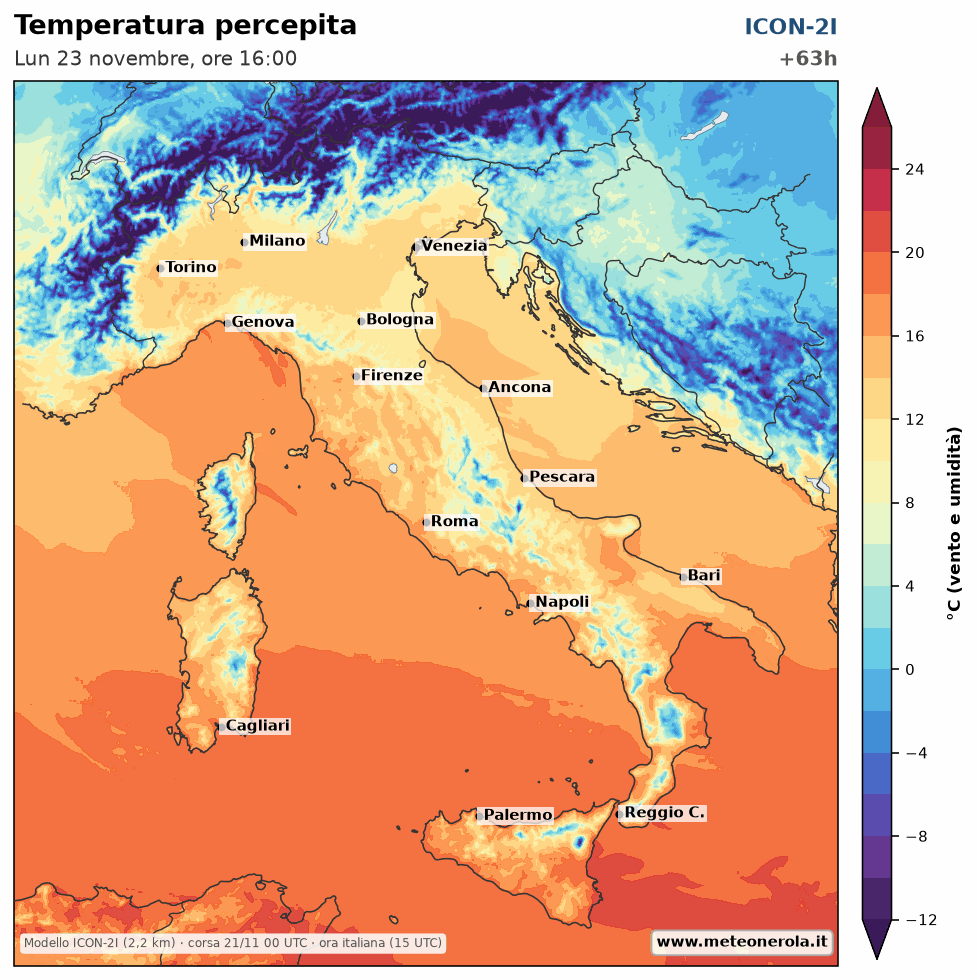 Temperatura percepita
ICON-2I
Lun 23 novembre, ore 16:00
+63h
Milano
Venezia
Torino
Genova
Bologna
Firenze
Ancona
Pescara
Roma
Bari
Napoli
Cagliari
Palermo
Reggio C.
24
20
16
12
8
4
0
−4
−8
−12
°C (vento e umidità)
Modello ICON-2I (2,2 km) · corsa 21/11 00 UTC · ora italiana (15 UTC)
www.meteonerola.it